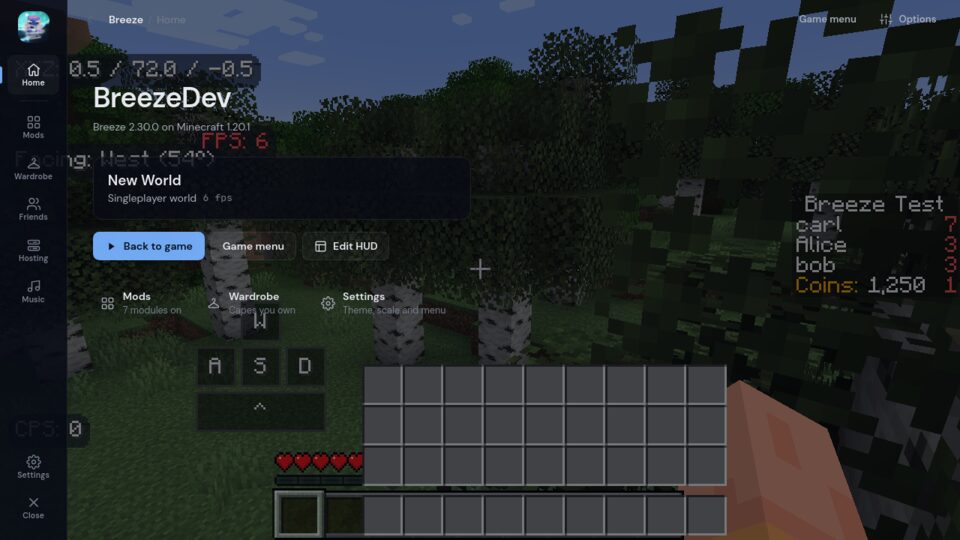 Breeze / Home
Game menu
Options
XYZ: 0.5 / 72.0 / -0.5
Home
BreezeDev
Breeze 2.30.0 on Minecraft 1.20.1
FPS: 6
Mods
Facing: West (54°)
Wardrobe
New World
Singleplayer world 6 fps
Friends
Hosting
Music
Back to game
Game menu
Edit HUD
Mods
7 modules on
Wardrobe
Capes you own
Settings
Theme, scale and menu
Breeze Test
carl 7
Alice 3
bob 3
Coins: 1,250 1
W
A S D
^
CPS: 0
Settings
Close